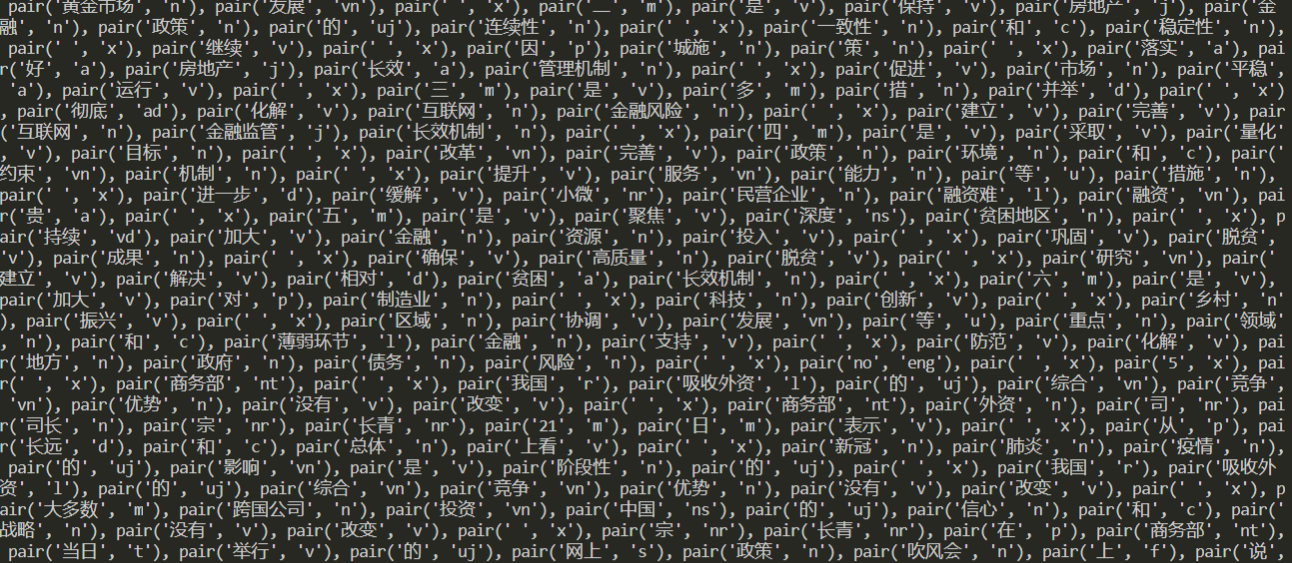 pair('黄金市场', 'n'), pair('发展', 'vn'), pair(' ', 'x'), pair('二', 'm'), pair('是', 'v'), pair('保持', 'v'), pair('房地产', 'j'), pair('金
融', 'n'), pair('政策', 'n'), pair('的', 'uj'), pair('连续性', 'n'), pair(' ', 'x'), pair('一致性', 'n'), pair('和', 'c'), pair('稳定性', 'n'),
pair(' ', 'x'), pair('继续', 'v'), pair(' ', 'x'), pair('因', 'p'), pair('城施', 'n'), pair('策', 'n'), pair(' ', 'x'), pair('落实', 'a'), pai
r('好', 'a'), pair('房地产', 'j'), pair('长效', 'a'), pair('管理机制', 'n'), pair(' ', 'x'), pair('促进', 'v'), pair('市场', 'n'), pair('平稳',
'a'), pair('运行', 'v'), pair(' ', 'x'), pair('三', 'm'), pair('是', 'v'), pair('多', 'm'), pair('措', 'n'), pair('并举', 'd'), pair(' ', 'x')
, pair('彻底', 'ad'), pair('化解', 'v'), pair('互联网', 'n'), pair('金融风险', 'n'), pair(' ', 'x'), pair('建立', 'v'), pair('完善', 'v'), pair
('互联网', 'n'), pair('金融监管', 'j'), pair('长效机制', 'n'), pair(' ', 'x'), pair('四', 'm'), pair('是', 'v'), pair('采取', 'v'), pair('量化'
, 'v'), pair('目标', 'n'), pair(' ', 'x'), pair('改革', 'vn'), pair('完善', 'v'), pair('政策', 'n'), pair('环境', 'n'), pair('和', 'c'), pair('
约束', 'vn'), pair('机制', 'n'), pair(' ', 'x'), pair('提升', 'v'), pair('服务', 'vn'), pair('能力', 'n'), pair('等', 'u'), pair('措施', 'n'),
pair(' ', 'x'), pair('进一步', 'd'), pair('缓解', 'v'), pair('小微', 'nr'), pair('民营企业', 'n'), pair('融资难', 'l'), pair('融资', 'vn'), pai
r('贵', 'a'), pair(' ', 'x'), pair('五', 'm'), pair('是', 'v'), pair('聚焦', 'v'), pair('深度', 'ns'), pair('贫困地区', 'n'), pair(' ', 'x'), p
air('持续', 'vd'), pair('加大', 'v'), pair('金融', 'n'), pair('资源', 'n'), pair('投入', 'v'), pair(' ', 'x'), pair('巩固', 'v'), pair('脱贫',
'v'), pair('成果', 'n'), pair(' ', 'x'), pair('确保', 'v'), pair('高质量', 'n'), pair('脱贫', 'v'), pair(' ', 'x'), pair('研究', 'vn'), pair('
建立', 'v'), pair('解决', 'v'), pair('相对', 'd'), pair('贫困', 'a'), pair('长效机制', 'n'), pair(' ', 'x'), pair('六', 'm'), pair('是', 'v'),
pair('加大', 'v'), pair('对', 'p'), pair('制造业', 'n'), pair(' ', 'x'), pair('科技', 'n'), pair('创新', 'v'), pair(' ', 'x'), pair('乡村', 'n'
), pair('振兴', 'v'), pair(' ', 'x'), pair('区域', 'n'), pair('协调', 'v'), pair('发展', 'vn'), pair('等', 'u'), pair('重点', 'n'), pair('领域'
, 'n'), pair('和', 'c'), pair('薄弱环节', 'l'), pair('金融', 'n'), pair('支持', 'v'), pair(' ', 'x'), pair('防范', 'v'), pair('化解', 'v'), pai
r('地方', 'n'), pair('政府', 'n'), pair('债务', 'n'), pair('风险', 'n'), pair(' ', 'x'), pair('no', 'eng'), pair(' ', 'x'), pair('5', 'x'), pai
r(' ', 'x'), pair('商务部', 'nt'), pair(' ', 'x'), pair('我国', 'r'), pair('吸收外资', 'l'), pair('的', 'uj'), pair('综合', 'vn'), pair('竞争',
'vn'), pair('优势', 'n'), pair('没有', 'v'), pair('改变', 'v'), pair(' ', 'x'), pair('商务部', 'nt'), pair('外资', 'n'), pair('司', 'nr'), pai
r('司长', 'n'), pair('宗', 'nr'), pair('长青', 'nr'), pair('21', 'm'), pair('日', 'm'), pair('表示', 'v'), pair(' ', 'x'), pair('从', 'p'), pai
r('长远', 'd'), pair('和', 'c'), pair('总体', 'n'), pair('上看', 'v'), pair(' ', 'x'), pair('新冠', 'n'), pair('肺炎', 'n'), pair('疫情', 'n'),
pair('的', 'uj'), pair('影响', 'vn'), pair('是', 'v'), pair('阶段性', 'n'), pair('的', 'uj'), pair(' ', 'x'), pair('我国', 'r'), pair('吸收外
资', 'l'), pair('的', 'uj'), pair('综合', 'vn'), pair('竞争', 'vn'), pair('优势', 'n'), pair('没有', 'v'), pair('改变', 'v'), pair(' ', 'x'), p
air('大多数', 'm'), pair('跨国公司', 'n'), pair('投资', 'vn'), pair('中国', 'ns'), pair('的', 'uj'), pair('信心', 'n'), pair('和', 'c'), pair('
战略', 'n'), pair('没有', 'v'), pair('改变', 'v'), pair(' ', 'x'), pair('宗', 'nr'), pair('长青', 'nr'), pair('在', 'p'), pair('商务部', 'nt'),
pair('当日', 't'), pair('举行', 'v'), pair('的', 'uj'), pair('网上', 's'), pair('政策', 'n'), pair('吹风会', 'n'), pair('上', 'f'), pair('说',